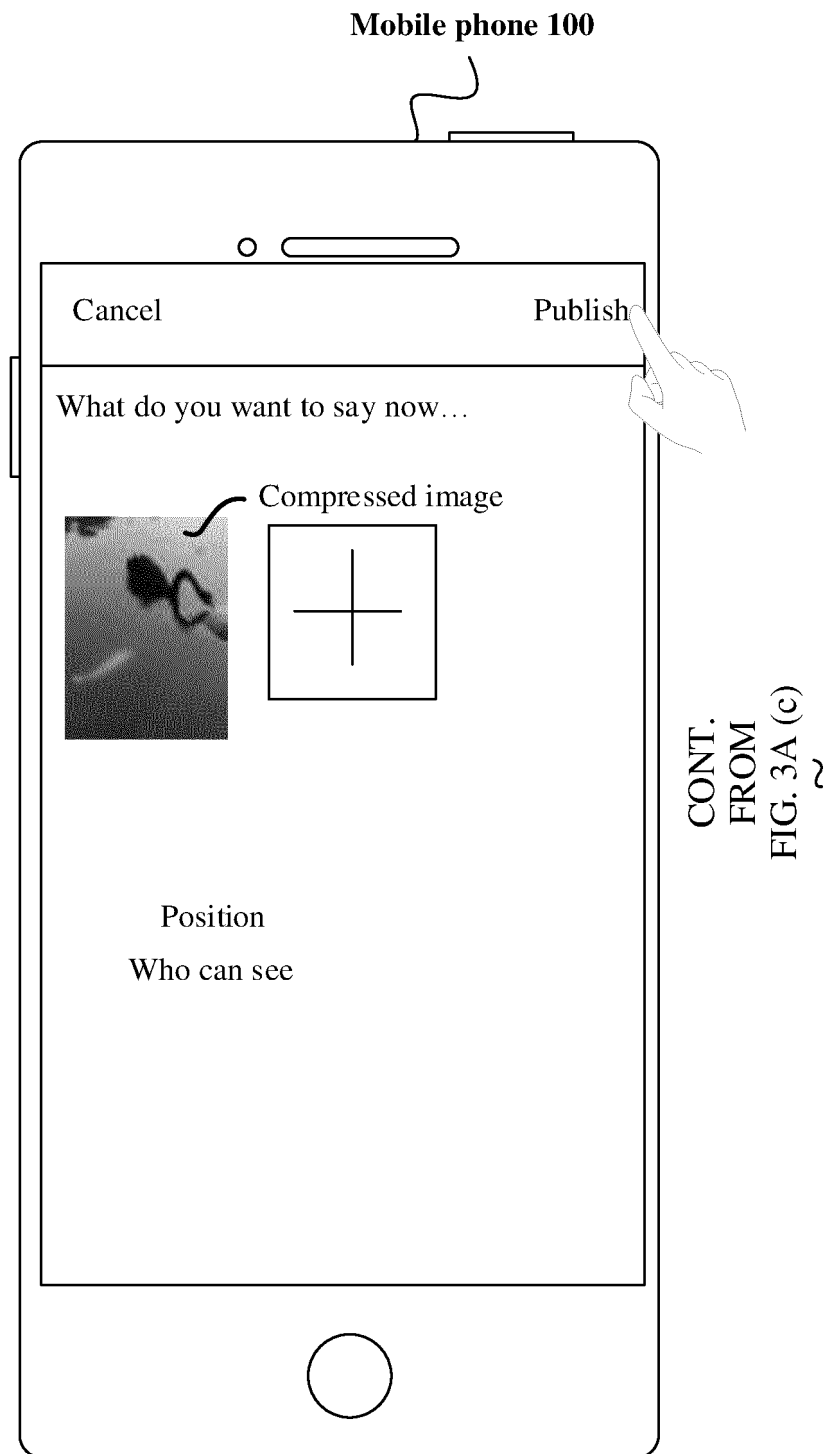 Mobile phone 100
Cancel
Publish
What do you want to say now…
Compressed image
Position
Who can see
CONT.
FROM
FIG. 3A (c)
~